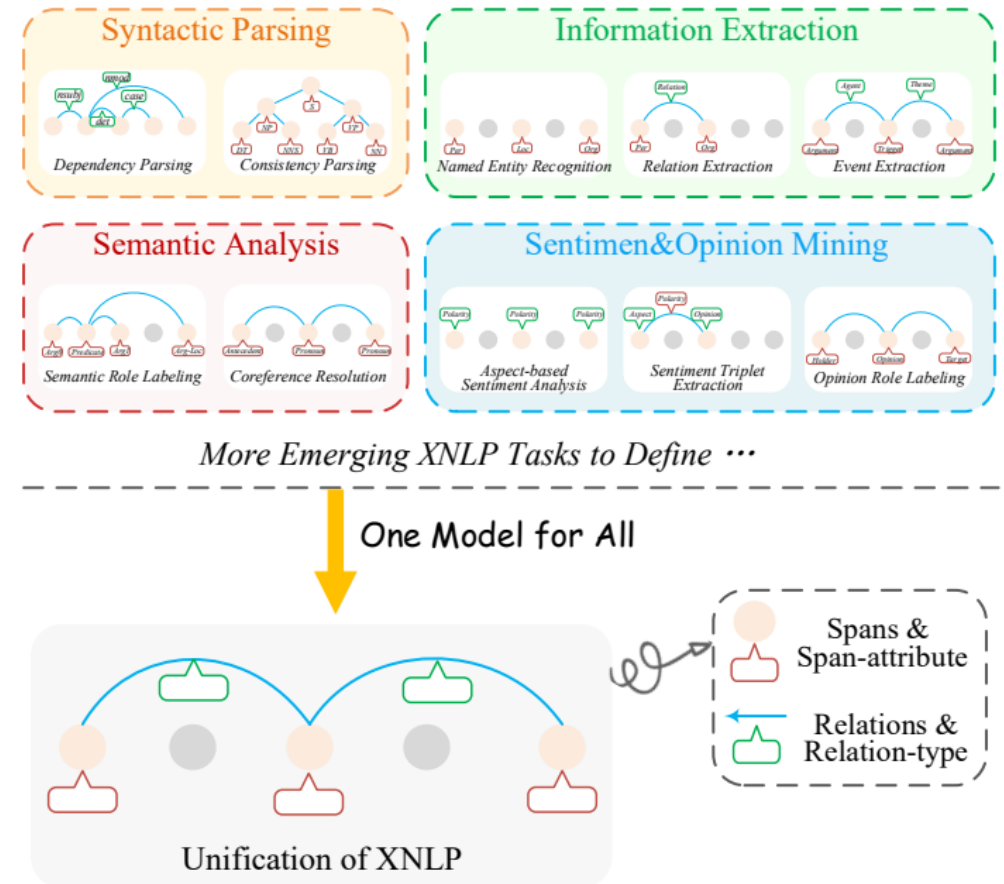 Syntactic Parsing
nsubj
nmod
det
case
Dependency Parsing
S
NP
VP
DT
NNS
VB
NN
Consistency Parsing
Information Extraction
Per
Loc
Org
Named Entity Recognition
Relation
Per
Org
Relation Extraction
Agent
Theme
Argument
Trigger
Argument
Event Extraction
Semantic Analysis
Arg0
Predicate
Arg1
Arg-Loc
Semantic Role Labeling
Antecedent
Pronoun
Pronoun
Coreference Resolution
Sentimen&Opinion Mining
Polarity
Polarity
Polarity
Aspect-based
Sentiment Analysis
Polarity
Aspect
Opinion
Sentiment Triplet
Extraction
Holder
Opinion
Target
Opinion Role Labeling
More Emerging XNLP Tasks to Define ···
One Model for All
Spans &
Span-attribute
Relations &
Relation-type
Unification of XNLP